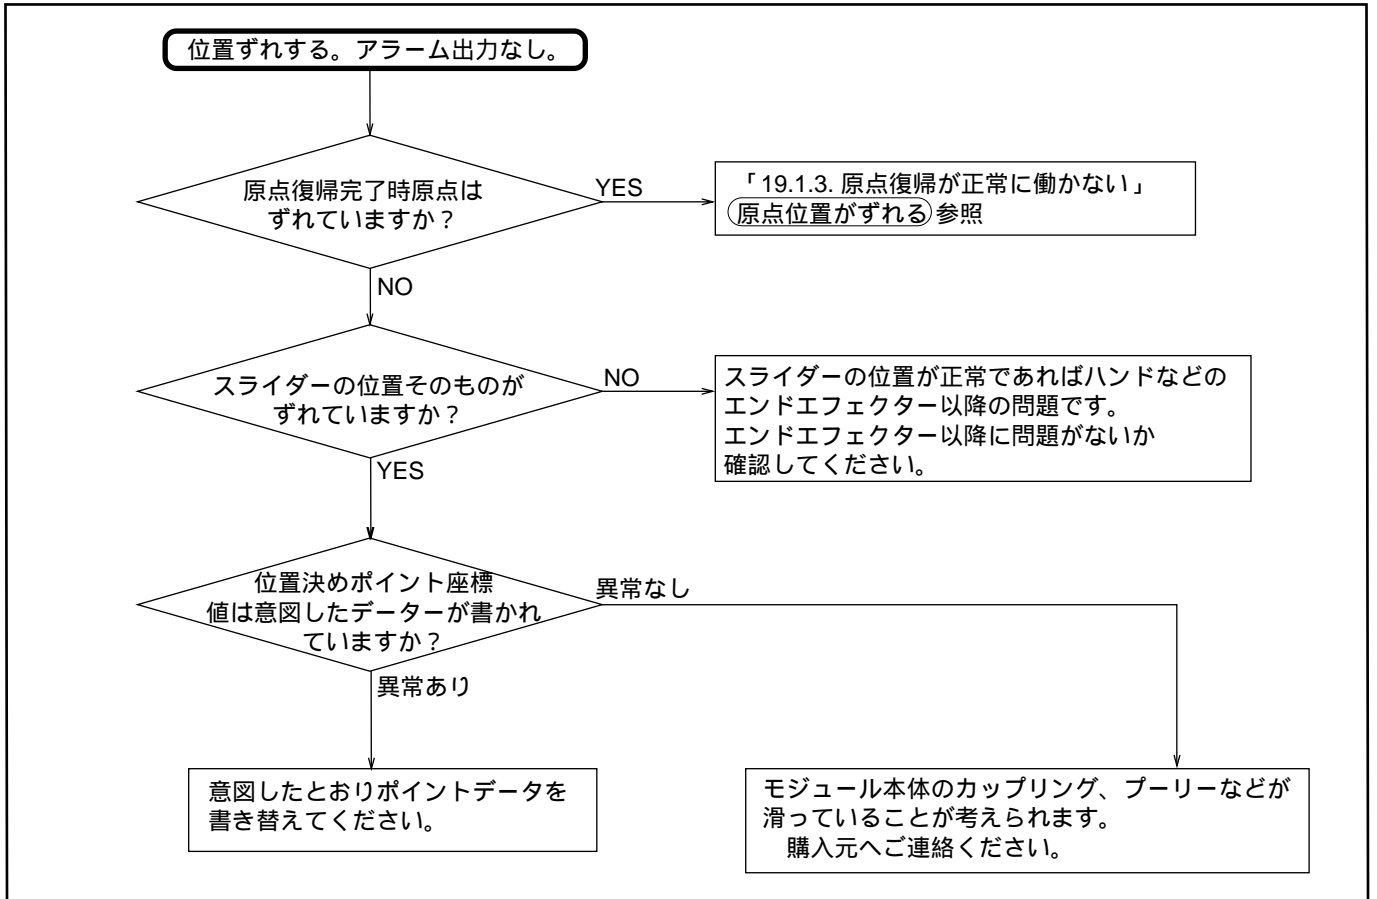 位置ずれする。アラーム出力なし。
原点復帰完了時原点は
ずれていますか？
YES
「19.1.3. 原点復帰が正常に働かない」
原点位置がずれる 参照
NO
スライダーの位置そのものが
ずれていますか？
NO
スライダーの位置が正常であればハンドなどの
エンドエフェクター以降の問題です。
エンドエフェクター以降に問題がないか
確認してください。
YES
位置決めポイント座標
値は意図したデーターが書かれ
ていますか？
異常なし
異常あり
意図したとおりポイントデータを
書き替えてください。
モジュール本体のカップリング、プーリーなどが
滑っていることが考えられます。
購入元へご連絡ください。